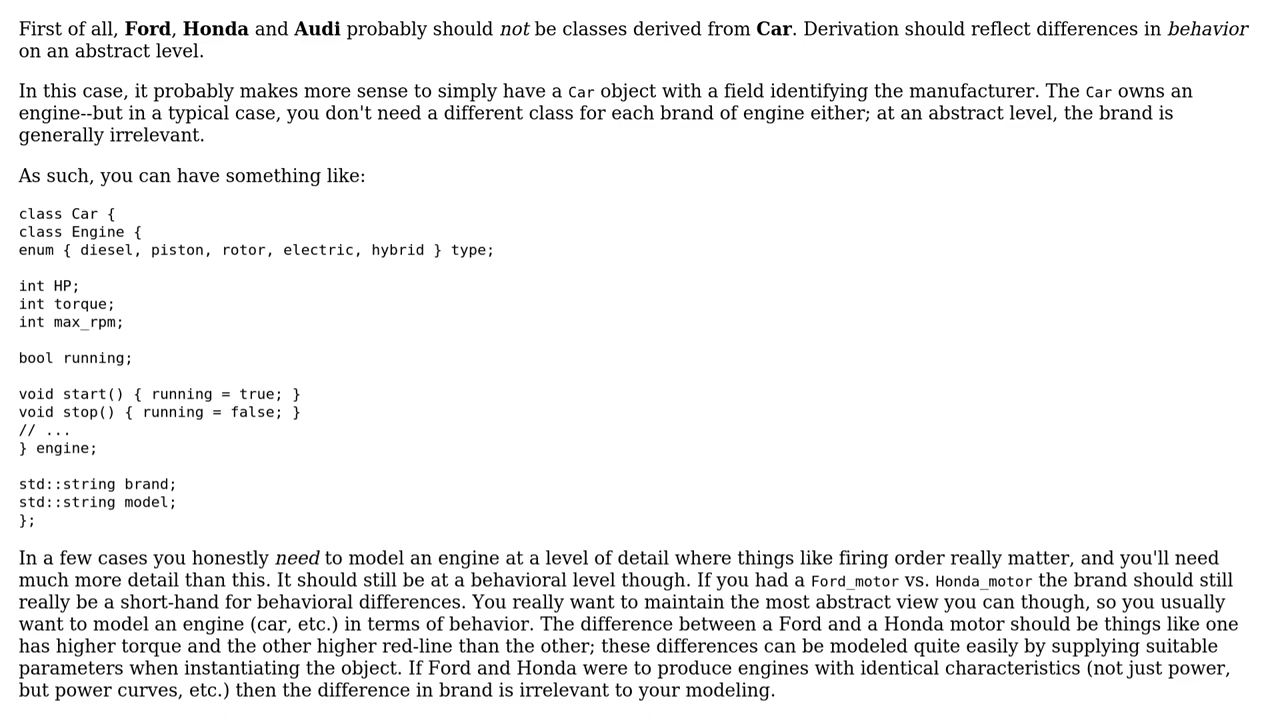 First of all, Ford, Honda and Audi probably should not be classes derived from Car. Derivation should reflect differences in behavior
on an abstract level.
In this case, it probably makes more sense to simply have a Car object with a field identifying the manufacturer. The Car owns an
engine--but in a typical case, you don't need a different class for each brand of engine either; at an abstract level, the brand is
generally irrelevant.
As such, you can have something like:
class Car {
class Engine {
enum { diesel, piston, rotor, electric, hybrid } type;
int HP;
int torque;
int max_rpm;
bool running;
void start() { running = true; }
void stop() { running = false; }
// ...
} engine;
std::string brand;
std::string model;
};
In a few cases you honestly need to model an engine at a level of detail where things like firing order really matter, and you'll need
much more detail than this. It should still be at a behavioral level though. If you had a Ford_motor vs. Honda_motor the brand should still
really be a short-hand for behavioral differences. You really want to maintain the most abstract view you can though, so you usually
want to model an engine (car, etc.) in terms of behavior. The difference between a Ford and a Honda motor should be things like one
has higher torque and the other higher red-line than the other; these differences can be modeled quite easily by supplying suitable
parameters when instantiating the object. If Ford and Honda were to produce engines with identical characteristics (not just power,
but power curves, etc.) then the difference in brand is irrelevant to your modeling.